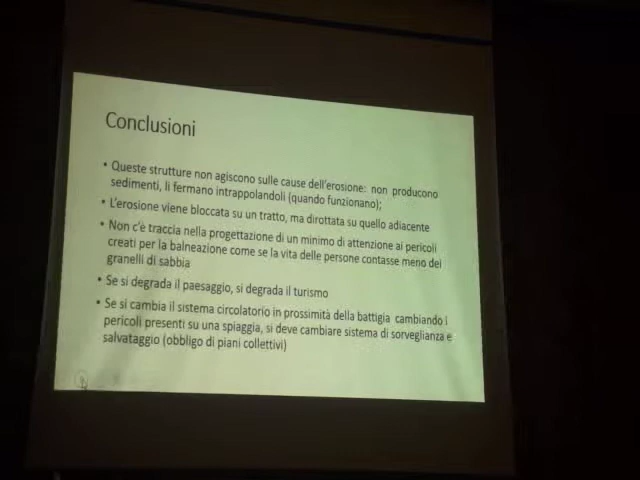 Conclusioni
• Queste strutture non agiscono sulle cause dell'erosione: non producono
sedimenti, li fermano intrappolandoli (quando funzionano);
• L'erosione viene bloccata su un tratto, ma dirottata su quello adiacente
• Non c'è traccia nella progettazione di un minimo di attenzione ai pericoli
creati per la balneazione come se la vita delle persone contasse meno dei
granelli di sabbia
• Se si degrada il paesaggio, si degrada il turismo
• Se si cambia il sistema circolatorio in prossimità della battigia cambiando i
pericoli presenti su una spiaggia, si deve cambiare sistema di sorveglianza e
salvataggio (obbligo di piani collettivi)